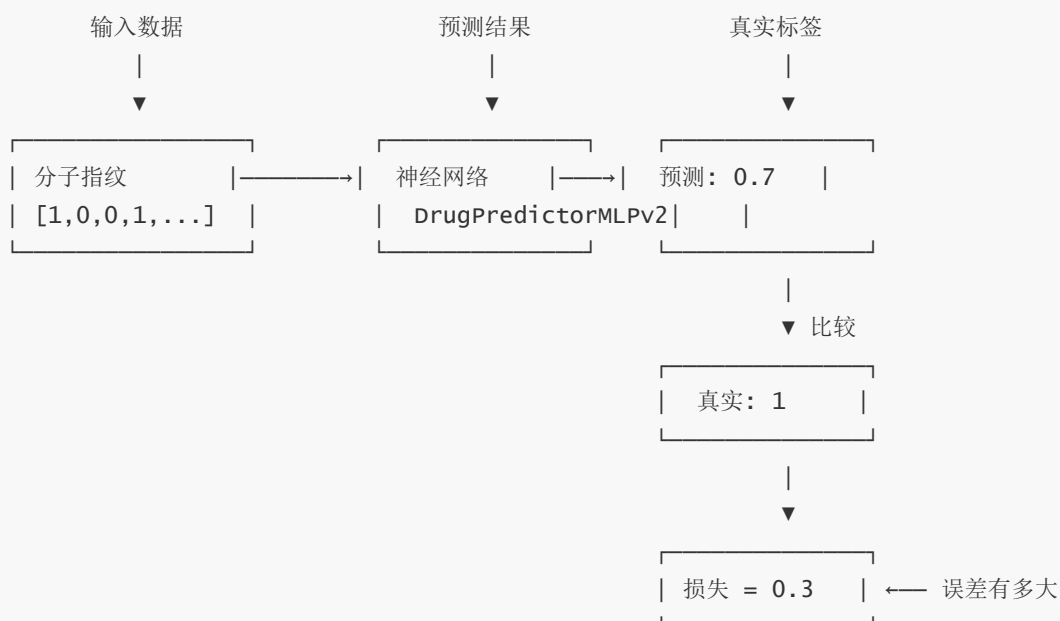 输入数据 预测结果 真实标签
分子指纹 神经网络 预测: 0.7
[1,0,0,1,...] DrugPredictorMLPv2
比较
真实: 1
损失 = 0.3 误差有多大